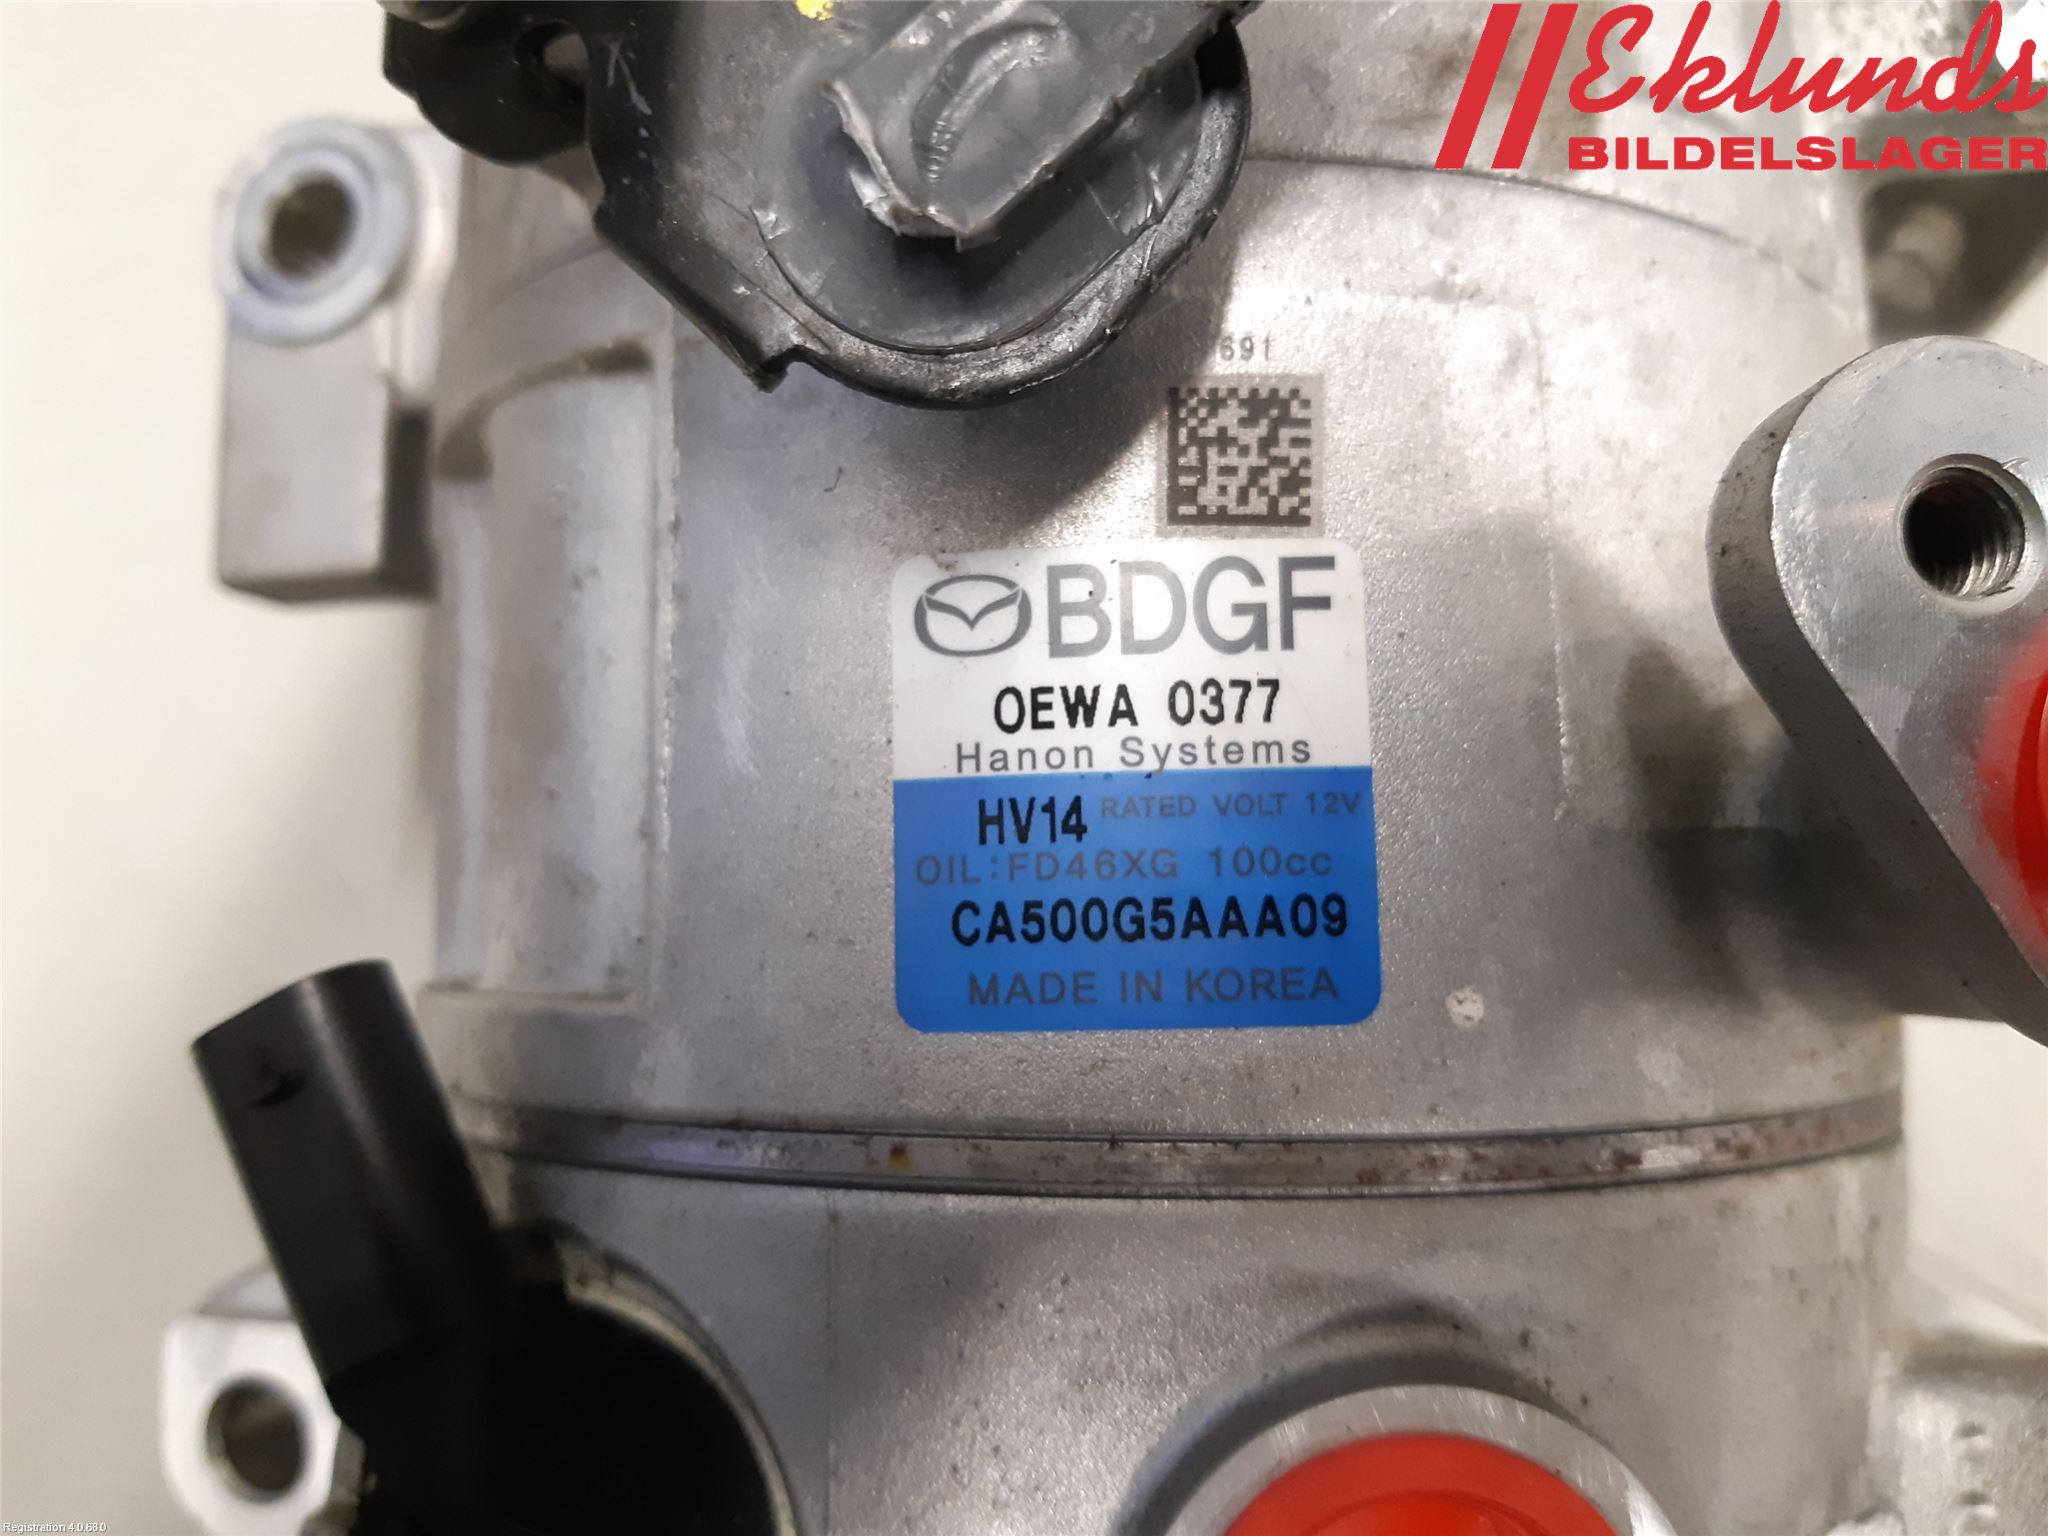 Eklunds
BILDELSLAGER
691
BDGF
OEWA 0377
Hanon Systems
HV14 RATED VOLT 12V
OIL:FD46XG 100cc
CA500G5AAA09
MADE IN KOREA
Registration 4.0.68.0